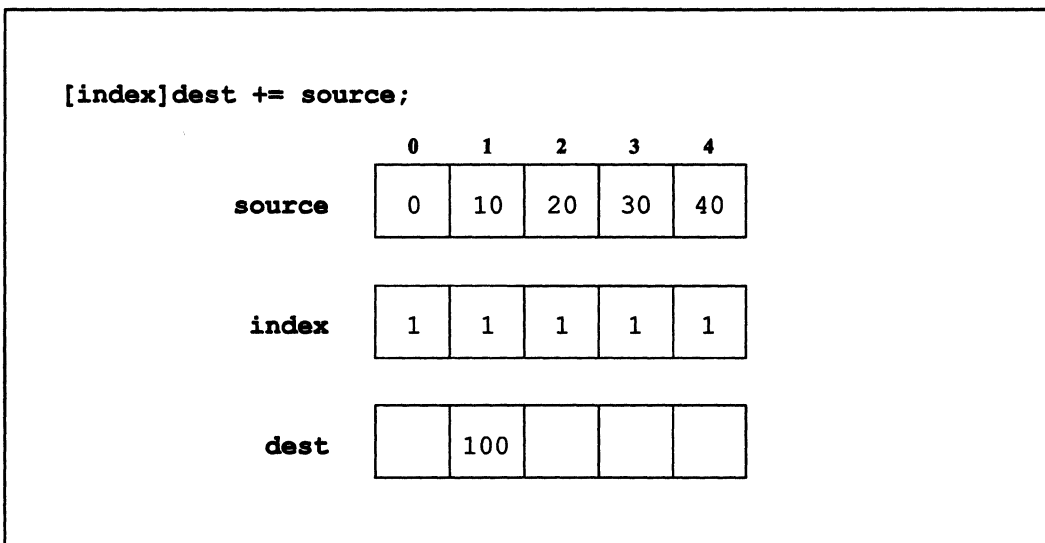 [index]dest += source;
0 1 2 3 4
source 0 10 20 30 40
index 1 1 1 1 1
dest 100